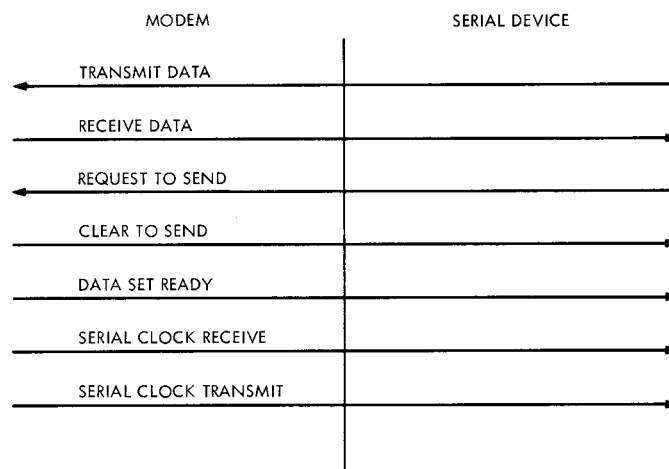 MODEM SERIAL DEVICE
TRANSMIT DATA
RECEIVE DATA
REQUEST TO SEND
CLEAR TO SEND
DATA SET READY
SERIAL CLOCK RECEIVE
SERIAL CLOCK TRANSMIT